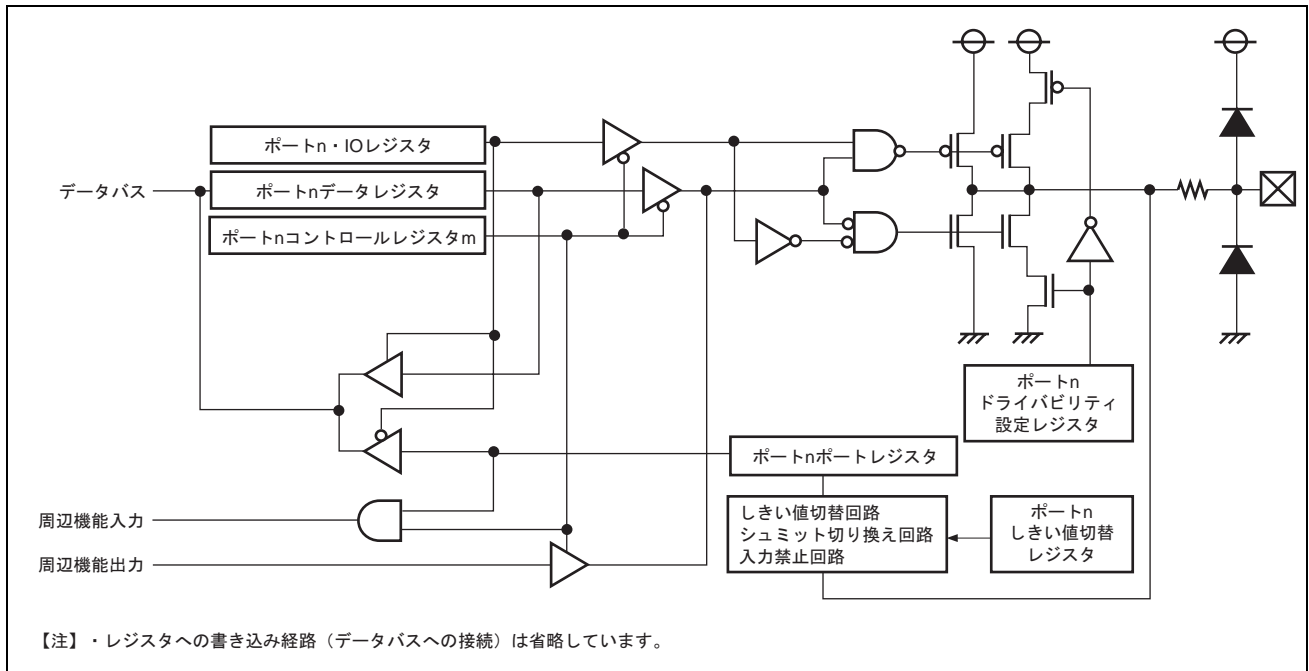 ポートn・IOレジスタ
データバス
ポートnデータレジスタ
ポートnコントロールレジスタm
ポートn
ドライバビリティ
設定レジスタ
ポートnポートレジスタ
周辺機能入力
しきい値切替回路
シュミット切り換え回路
入力禁止回路
ポートn
しきい値切替
レジスタ
周辺機能出力
【注】・レジスタへの書き込み経路（データバスへの接続）は省略しています。